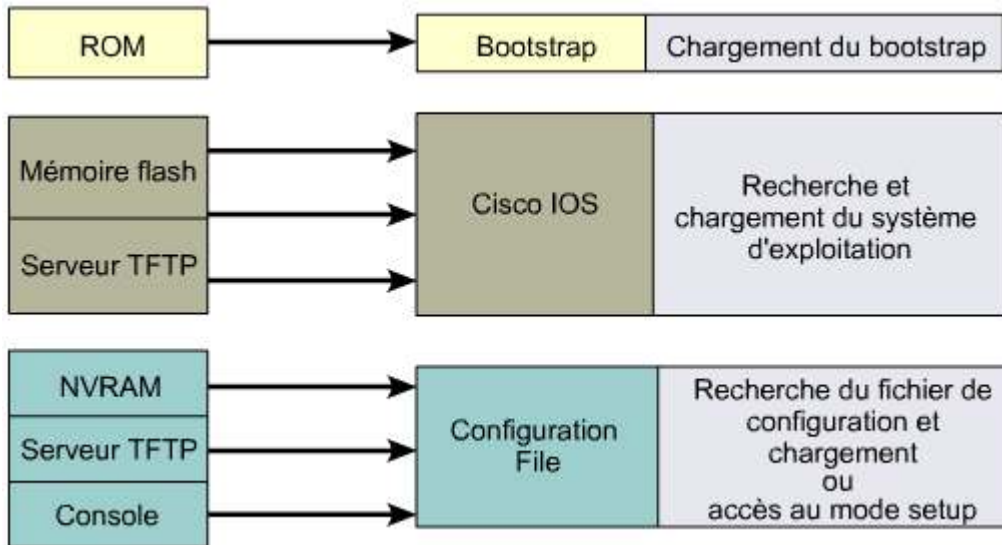 ROM
Bootstrap
Chargement du bootstrap
Mémoire flash
Serveur TFTP
Cisco IOS
Recherche et
chargement du système
d'exploitation
NVRAM
Serveur TFTP
Console
Configuration
File
Recherche du fichier de
configuration et
chargement
ou
accès au mode setup